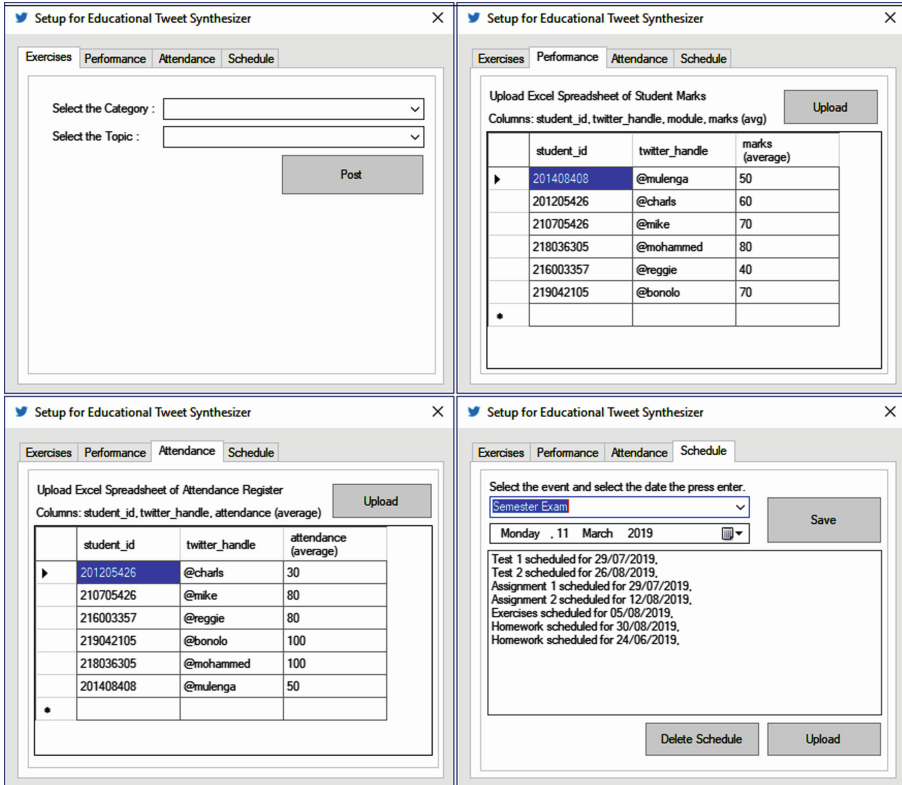 Setup for Educational Tweet Synthesizer
Exercises Performance Attendance Schedule
Select the Category :
Select the Topic :
Post
Setup for Educational Tweet Synthesizer
Exercises Performance Attendance Schedule
Upload Excel Spreadsheet of Student Marks
Columns: student_id, twitter_handle, module, marks (avg)
Upload
student_id twitter_handle marks (average)
201408408 @mulenga 50
201205426 @charls 60
210705426 @mike 70
218036305 @mohammed 80
216003357 @reggie 40
219042105 @bonolo 70
Setup for Educational Tweet Synthesizer
Exercises Performance Attendance Schedule
Upload Excel Spreadsheet of Attendance Register
Columns: student_id, twitter_handle, attendance (average)
Upload
student_id twitter_handle attendance (average)
201205426 @charls 30
210705426 @mike 80
216003357 @reggie 80
219042105 @bonolo 100
218036305 @mohammed 100
201408408 @mulenga 50
Setup for Educational Tweet Synthesizer
Exercises Performance Attendance Schedule
Select the event and select the date the press enter.
Semester Exam
Monday , 11 March 2019
Save
Test 1 scheduled for 29/07/2019,
Test 2 scheduled for 26/08/2019,
Assignment 1 scheduled for 29/07/2019,
Assignment 2 scheduled for 12/08/2019,
Exercises scheduled for 05/08/2019,
Homework scheduled for 30/08/2019,
Homework scheduled for 24/06/2019,
Delete Schedule Upload